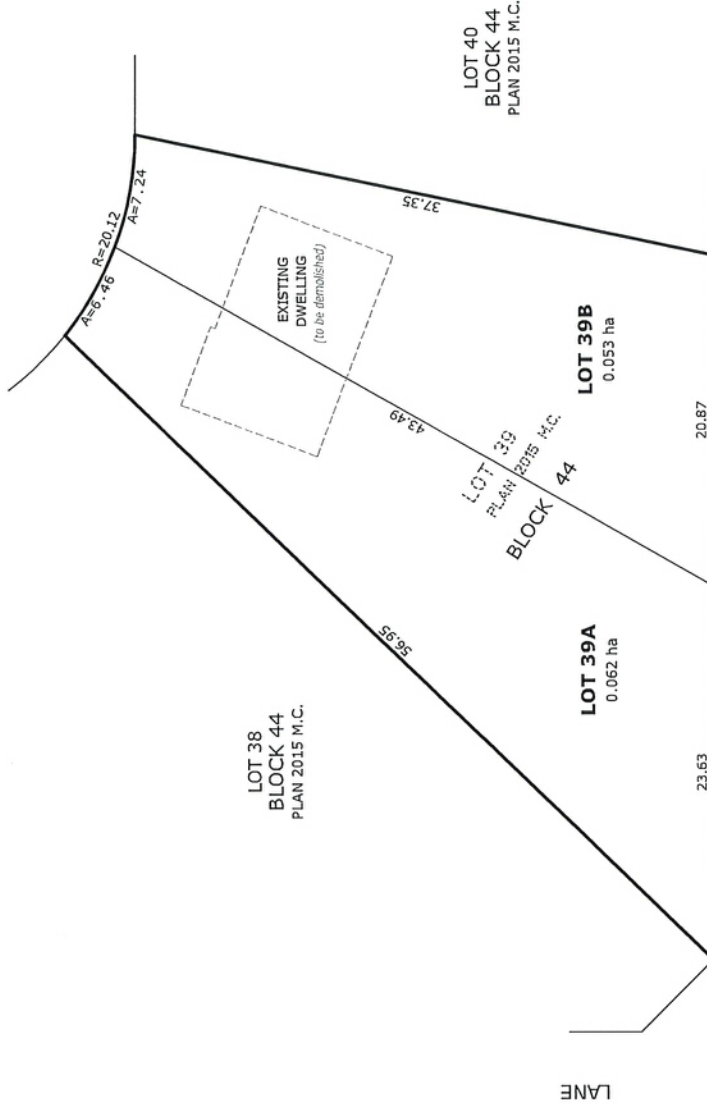 LOT 40
BLOCK 44
PLAN 2015 M.C.
R=20.12
A=7.24
A=6.46
37.35
EXISTING
DWELLING
(to be demolished)
LOT 39B
0.053 ha
43.49
LOT 39
PLAN 2015 M.C.
BLOCK 44
20.87
56.95
LOT 39A
0.062 ha
LOT 38
BLOCK 44
PLAN 2015 M.C.
23.63
LANE